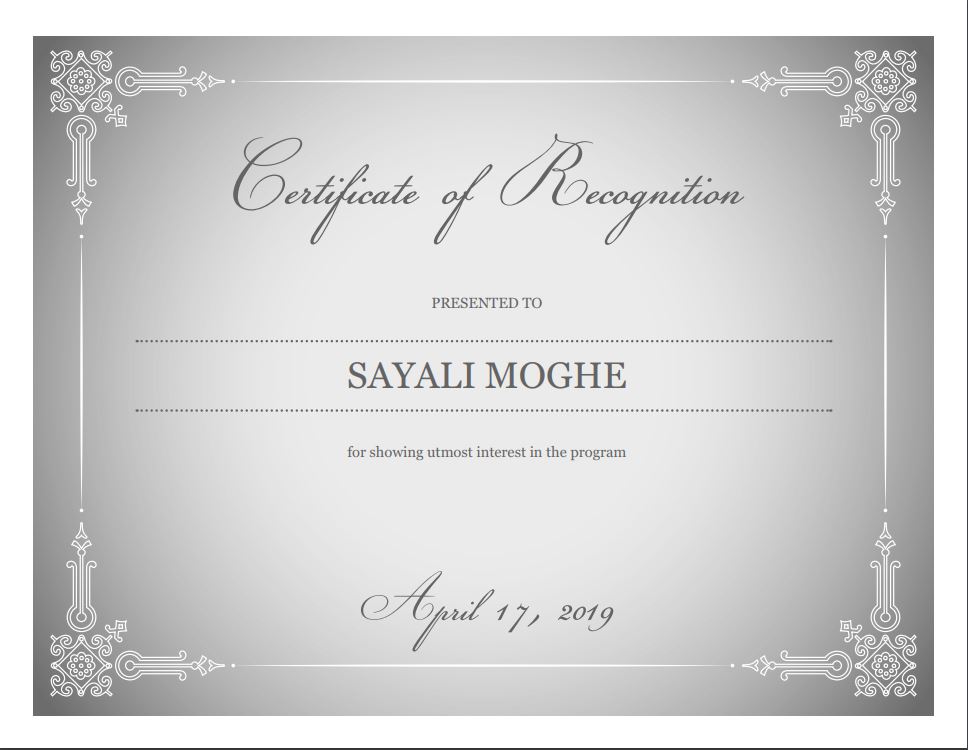 Certificate of Recognition
PRESENTED TO
SAYALI MOGHE
for showing utmost interest in the program
April 17, 2019